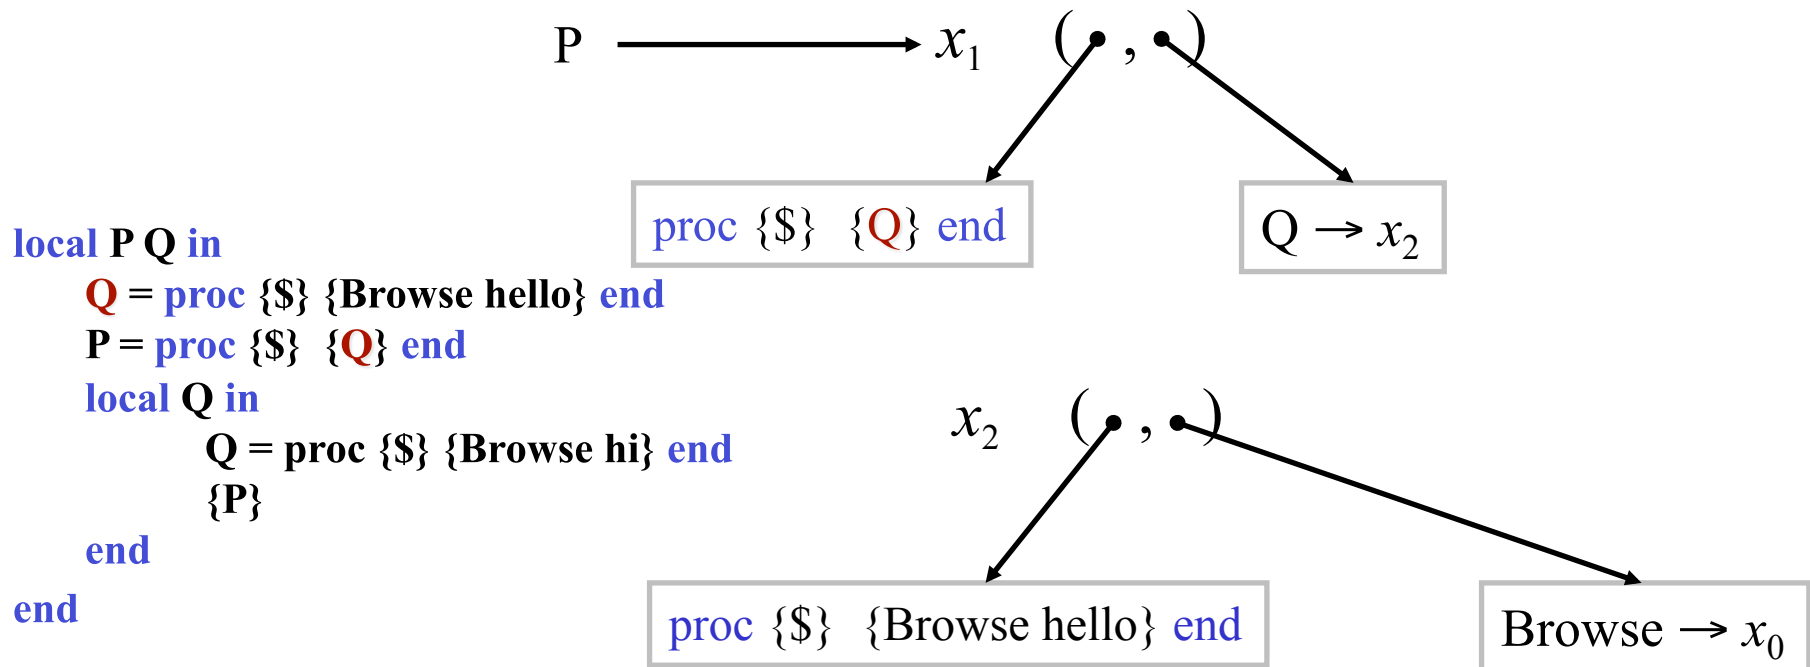 P → x₁ ( • , • )
proc {$} {Q} end
Q → x₂
local P Q in
Q = proc {$} {Browse hello} end
P = proc {$} {Q} end
local Q in
Q = proc {$} {Browse hi} end
{P}
end
end
x₂ ( • , • )
proc {$} {Browse hello} end
Browse → x₀